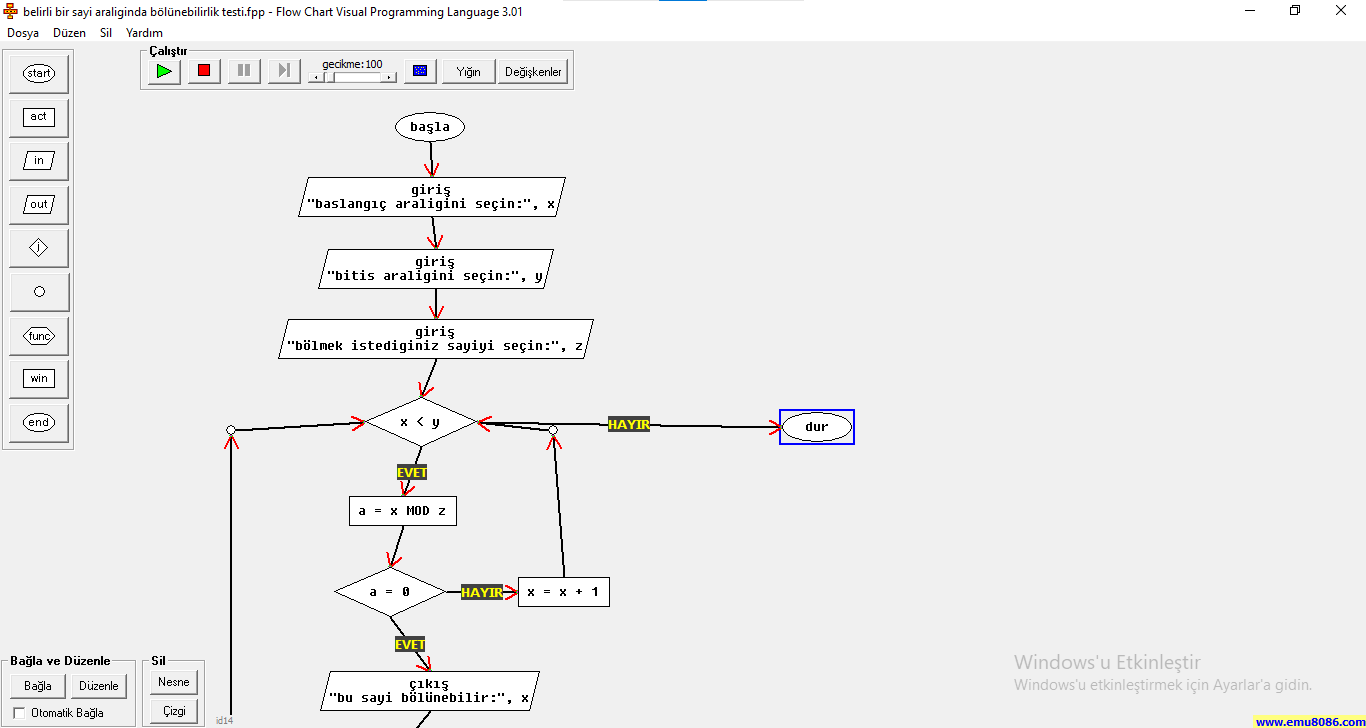 belirli bir sayi araliginda bölünebilirlik testi.fpp - Flow Chart Visual Programming Language 3.01
Dosya Düzen Sil Yardım
Çalıştır
gecikme:100
Yığın
Değişkenler
start
act
in
out
j
func
win
end
başla
giriş
"baslangıç araligini seçin:", x
giriş
"bitis araligini seçin:", y
giriş
"bölmek istediginiz sayiyi seçin:", z
x < y
HAYIR
dur
EVET
a = x MOD z
a = 0
HAYIR
x = x + 1
EVET
çıkış
"bu sayi bölünebilir:", x
Bağla ve Düzenle
Bağla
Düzenle
Otomatik Bağla
Sil
Nesne
Çizgi
id14
Windows'u Etkinleştir
Windows'u etkinleştirmek için Ayarlar'a gidin.
www.emu8086.com